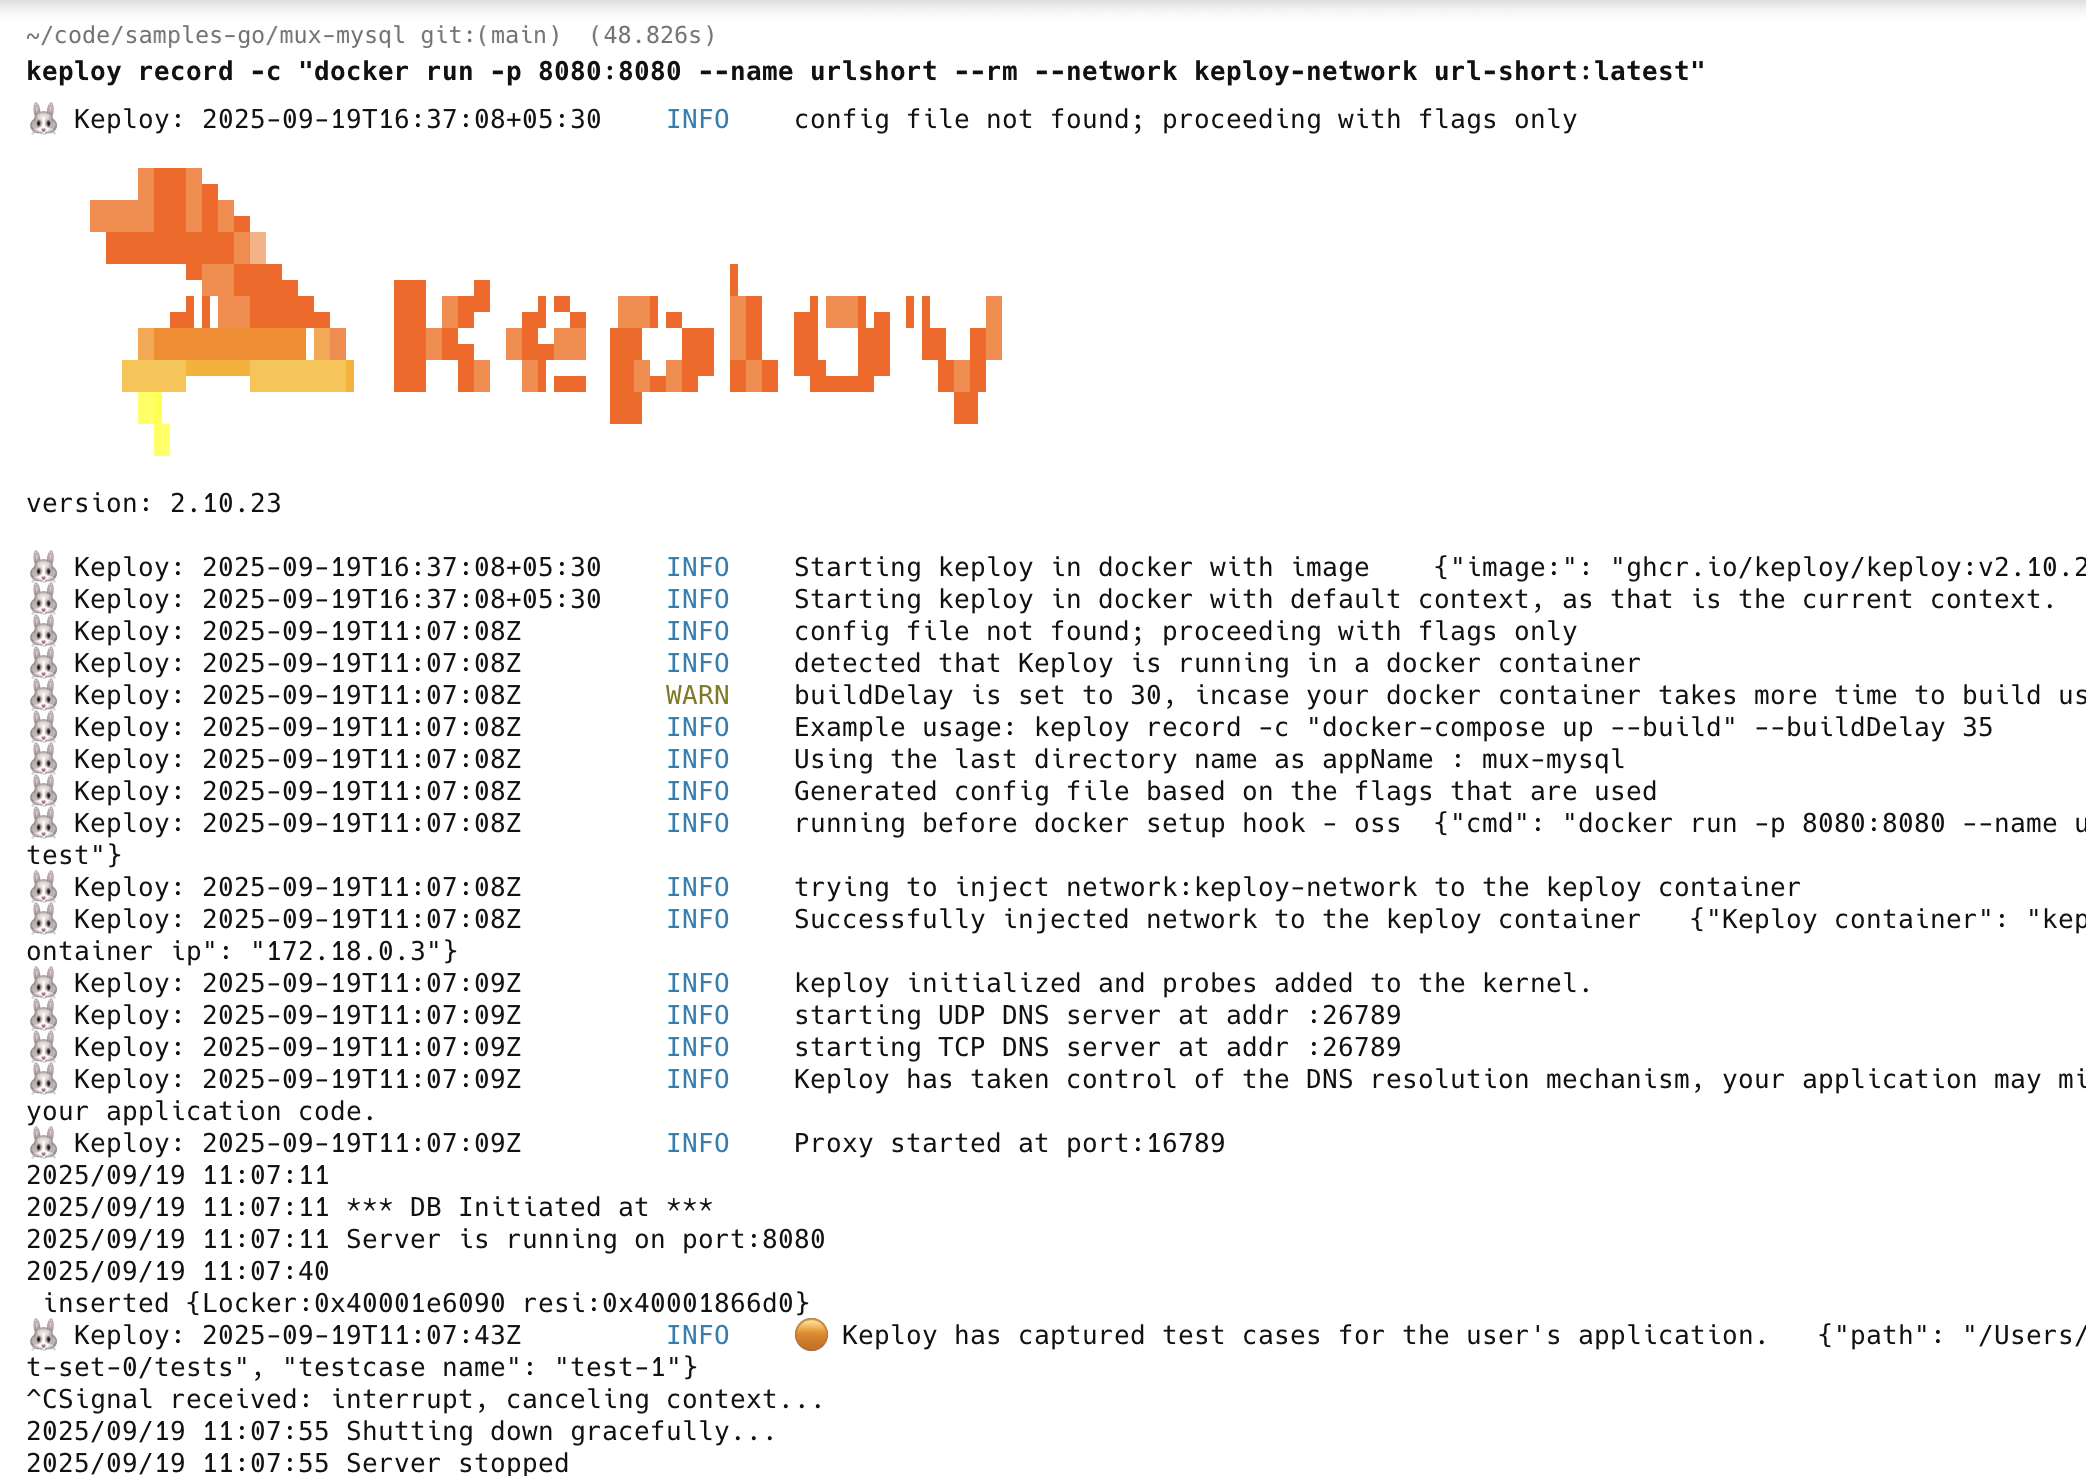 ~/code/samples-go/mux-mysql git:(main) (48.826s)
keploy record -c "docker run -p 8080:8080 --name urlshort --rm --network keploy-network url-short:latest"
Keploy: 2025-09-19T16:37:08+05:30 INFO config file not found; proceeding with flags only
Keploy
version: 2.10.23
Keploy: 2025-09-19T16:37:08+05:30 INFO Starting keploy in docker with image {"image:": "ghcr.io/keploy/keploy:v2.10.2
Keploy: 2025-09-19T16:37:08+05:30 INFO Starting keploy in docker with default context, as that is the current context.
Keploy: 2025-09-19T11:07:08Z INFO config file not found; proceeding with flags only
Keploy: 2025-09-19T11:07:08Z INFO detected that Keploy is running in a docker container
Keploy: 2025-09-19T11:07:08Z WARN buildDelay is set to 30, incase your docker container takes more time to build us
Keploy: 2025-09-19T11:07:08Z INFO Example usage: keploy record -c "docker-compose up --build" --buildDelay 35
Keploy: 2025-09-19T11:07:08Z INFO Using the last directory name as appName : mux-mysql
Keploy: 2025-09-19T11:07:08Z INFO Generated config file based on the flags that are used
Keploy: 2025-09-19T11:07:08Z INFO running before docker setup hook - oss {"cmd": "docker run -p 8080:8080 --name u
test"}
Keploy: 2025-09-19T11:07:08Z INFO trying to inject network:keploy-network to the keploy container
Keploy: 2025-09-19T11:07:08Z INFO Successfully injected network to the keploy container {"Keploy container": "kep
ontainer ip": "172.18.0.3"}
Keploy: 2025-09-19T11:07:09Z INFO keploy initialized and probes added to the kernel.
Keploy: 2025-09-19T11:07:09Z INFO starting UDP DNS server at addr :26789
Keploy: 2025-09-19T11:07:09Z INFO starting TCP DNS server at addr :26789
Keploy: 2025-09-19T11:07:09Z INFO Keploy has taken control of the DNS resolution mechanism, your application may mi
your application code.
Keploy: 2025-09-19T11:07:09Z INFO Proxy started at port:16789
2025/09/19 11:07:11
2025/09/19 11:07:11 *** DB Initiated at ***
2025/09/19 11:07:11 Server is running on port:8080
2025/09/19 11:07:40
inserted {Locker:0x40001e6090 resi:0x40001866d0}
Keploy: 2025-09-19T11:07:43Z INFO 🟠 Keploy has captured test cases for the user's application. {"path": "/Users/
t-set-0/tests", "testcase name": "test-1"}
^CSignal received: interrupt, canceling context...
2025/09/19 11:07:55 Shutting down gracefully...
2025/09/19 11:07:55 Server stopped